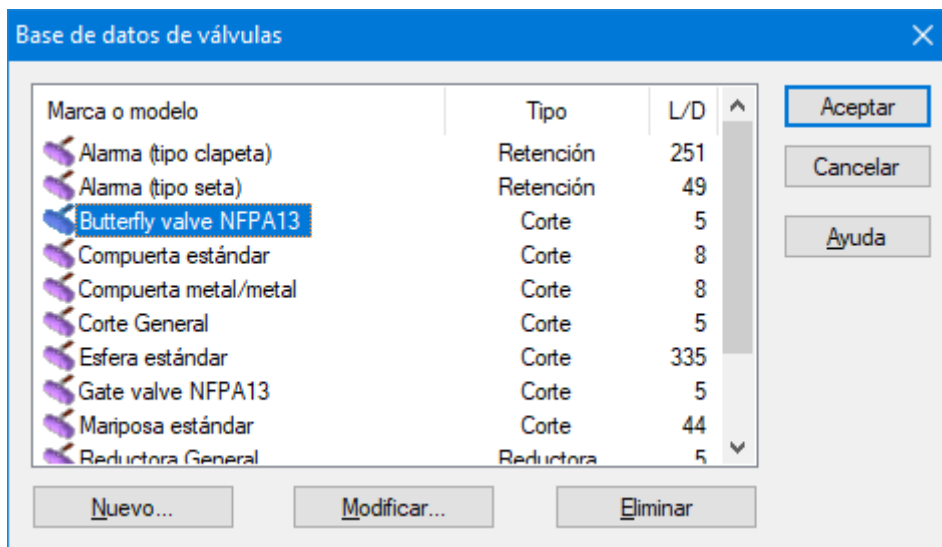 Base de datos de válvulas
Marca o modelo Tipo L/D
Alarma (tipo clapeta) Retención 251
Alarma (tipo seta) Retención 49
Butterfly valve NFPA13 Corte 5
Compuerta estándar Corte 8
Compuerta metal/metal Corte 8
Corte General Corte 5
Esfera estándar Corte 335
Gate valve NFPA13 Corte 5
Mariposa estándar Corte 44
Reductora General Reductora 5
Aceptar
Cancelar
Ayuda
Nuevo... Modificar... Eliminar